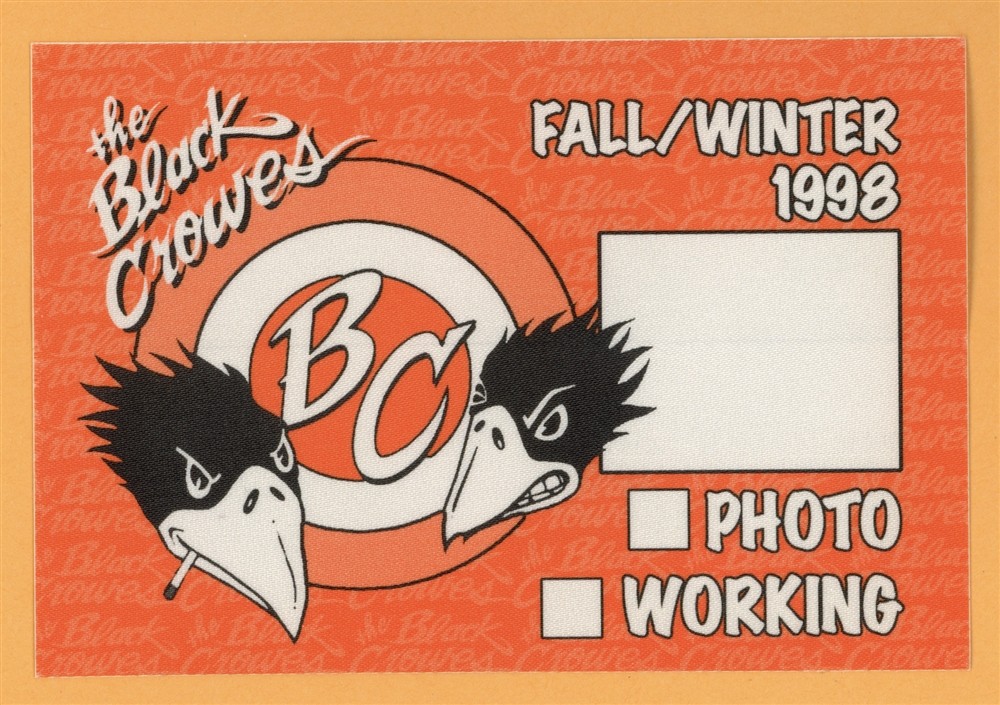 the
Black
Crowes
FALL/WINTER
1998
BC
PHOTO
WORKING